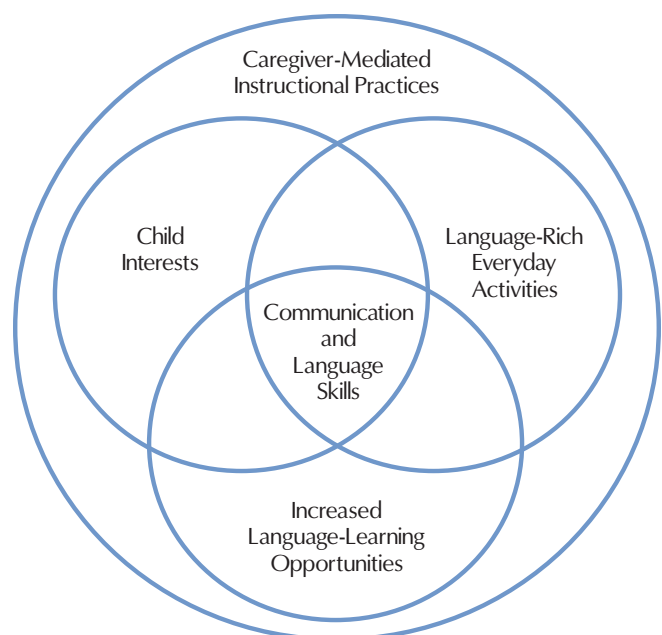 Caregiver-Mediated
Instructional Practices
Child
Interests
Language-Rich
Everyday
Activities
Communication
and
Language
Skills
Increased
Language-Learning
Opportunities